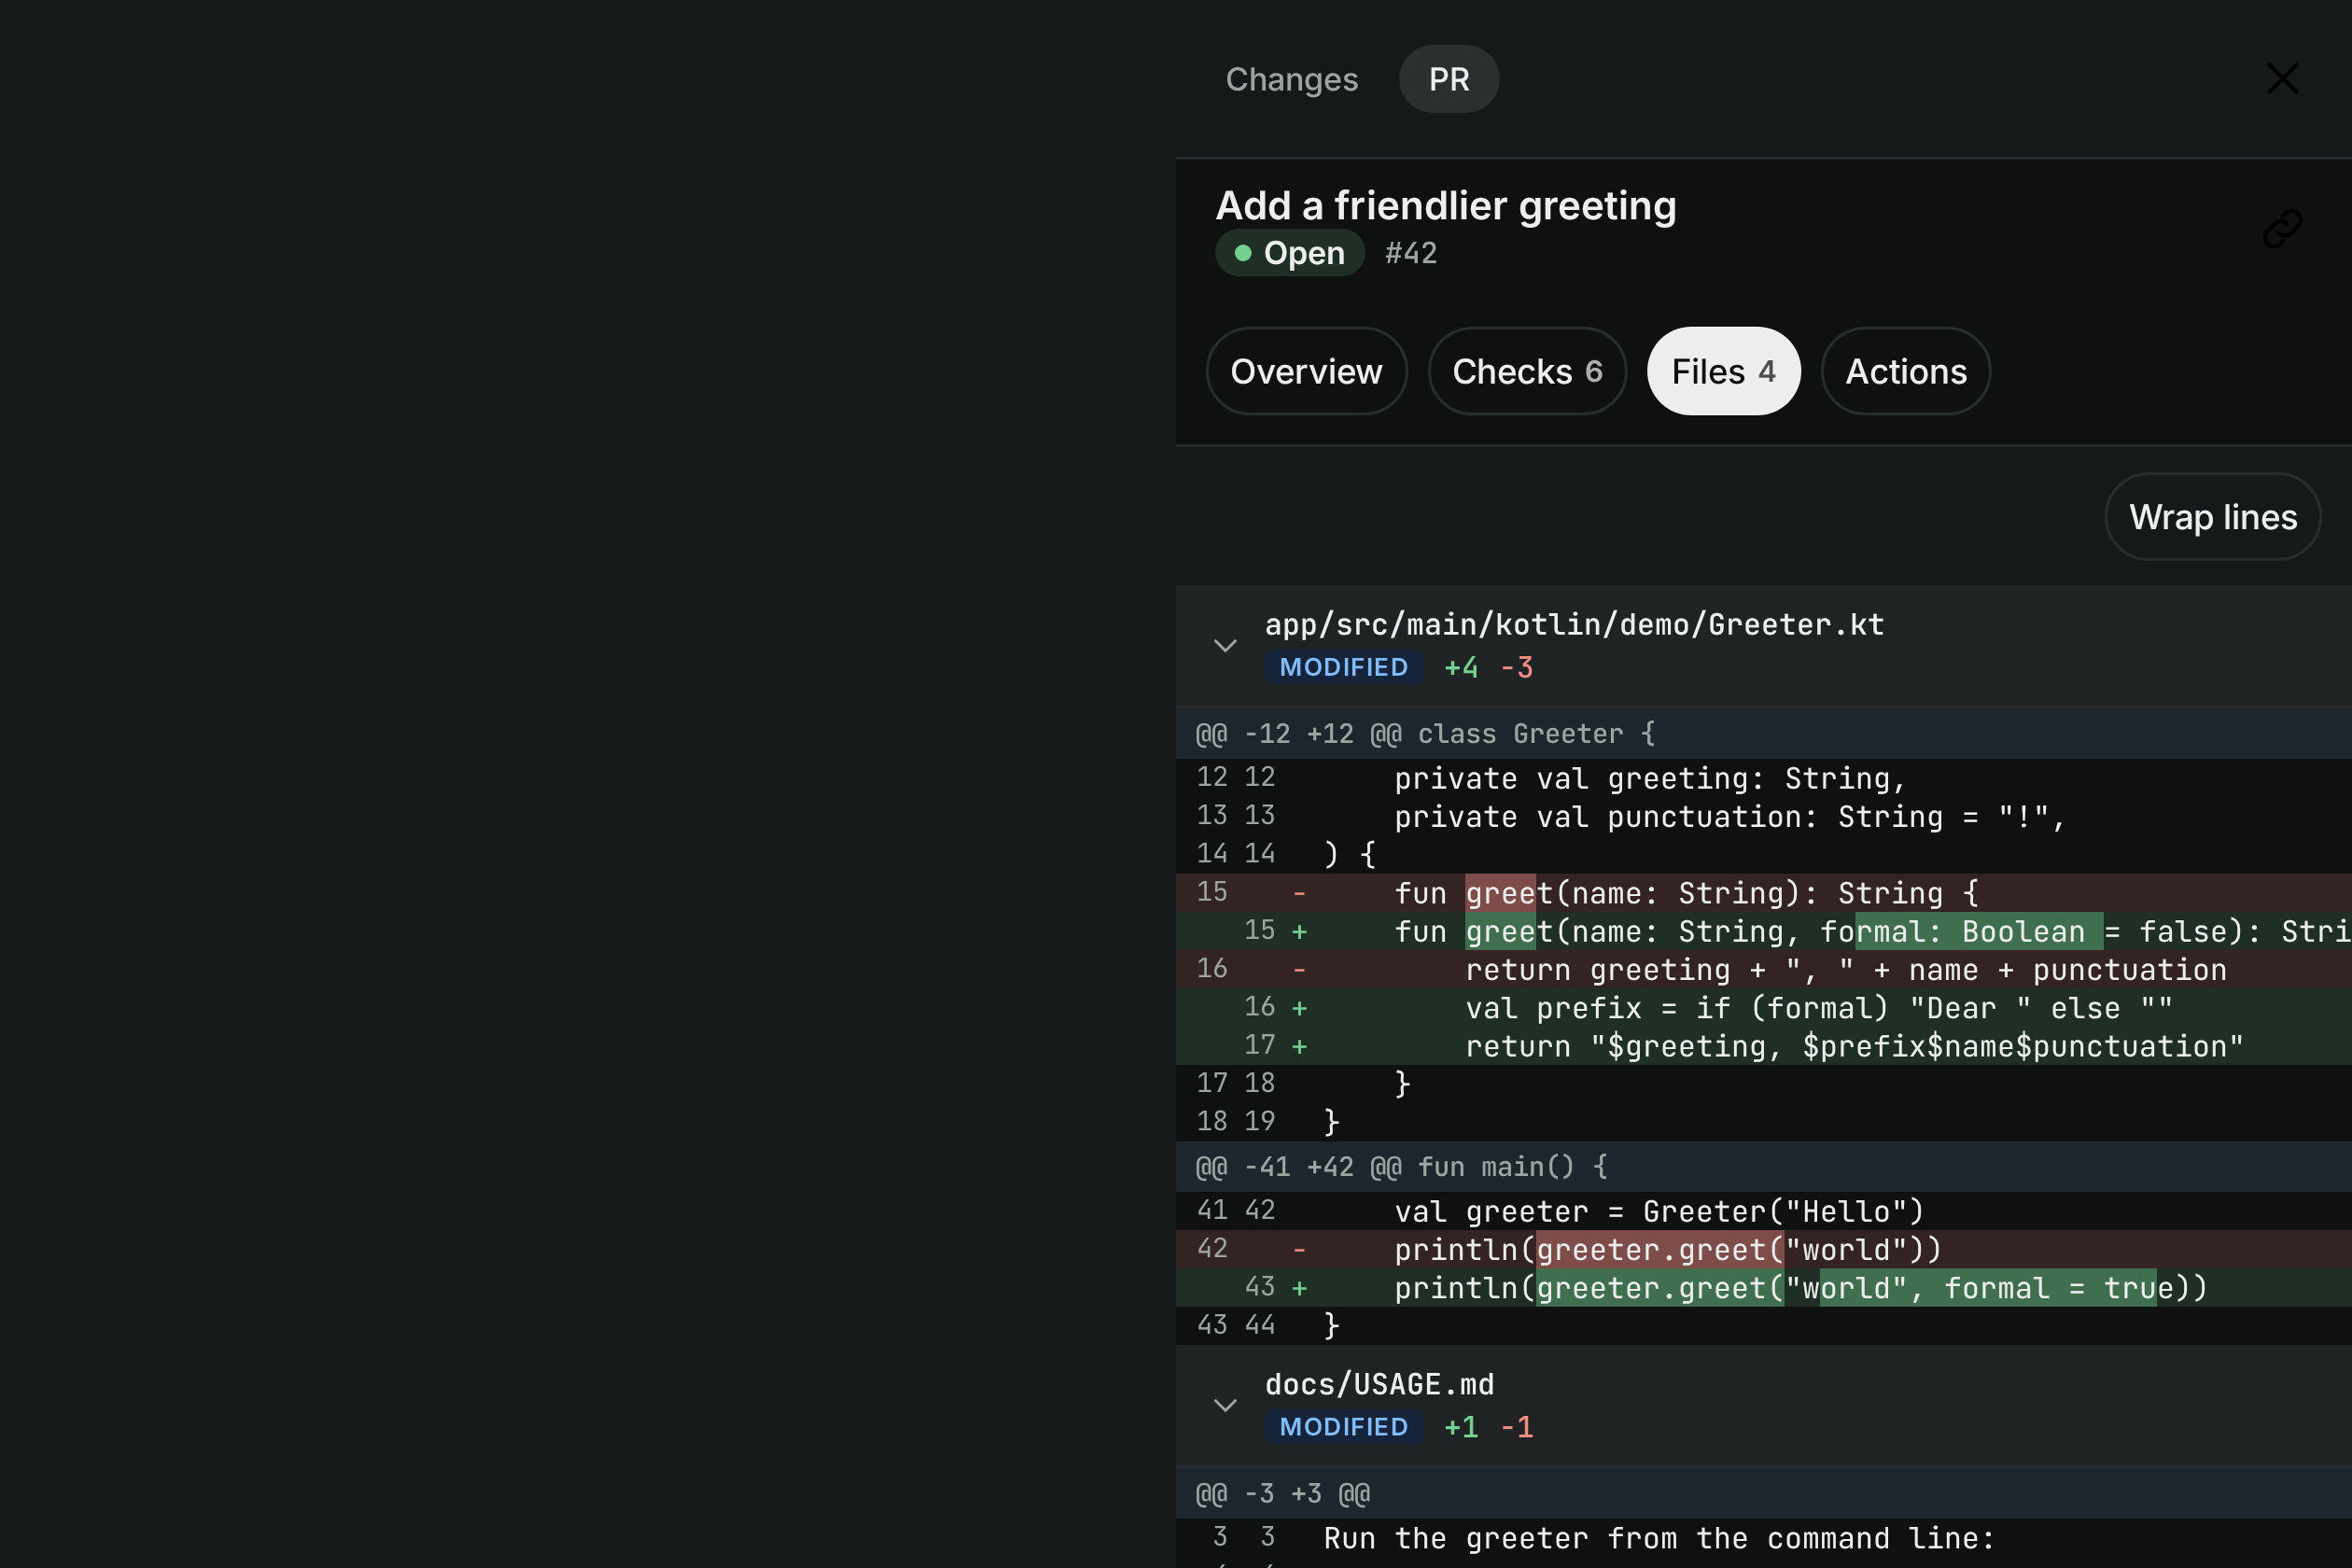 Changes PR
Add a friendlier greeting
Open #42
Overview Checks 6 Files 4 Actions
Wrap lines
app/src/main/kotlin/demo/Greeter.kt
MODIFIED +4 -3
@@ -12 +12 @@ class Greeter {
12 12     private val greeting: String,
13 13     private val punctuation: String = "!",
14 14 ) {
15 -     fun greet(name: String): String {
15 +     fun greet(name: String, formal: Boolean = false): Stri
16 -         return greeting + ", " + name + punctuation
16 +         val prefix = if (formal) "Dear " else ""
17 +         return "$greeting, $prefix$name$punctuation"
17 18     }
18 19 }
@@ -41 +42 @@ fun main() {
41 42     val greeter = Greeter("Hello")
42 -     println(greeter.greet("world"))
43 +     println(greeter.greet("world", formal = true))
43 44 }
docs/USAGE.md
MODIFIED +1 -1
@@ -3 +3 @@
3 3 Run the greeter from the command line: